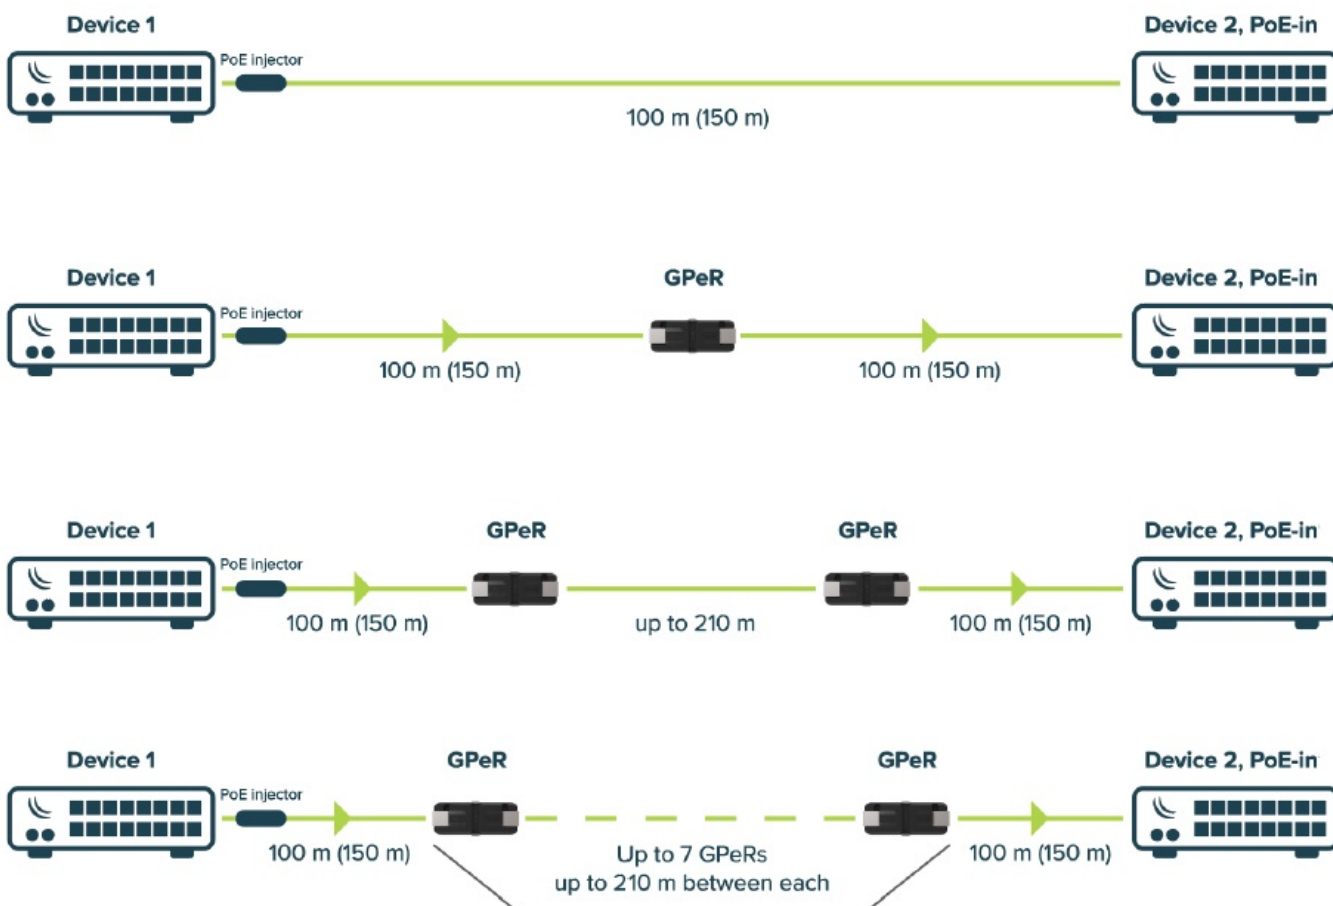 Device 1
Device 2, PoE-in
PoE injector
100 m (150 m)
Device 1
GPeR
Device 2, PoE-in
PoE injector
100 m (150 m)
100 m (150 m)
Device 1
GPeR
GPeR
Device 2, PoE-in
PoE injector
100 m (150 m)
up to 210 m
100 m (150 m)
Device 1
GPeR
GPeR
Device 2, PoE-in
PoE injector
100 m (150 m)
Up to 7 GPeRs
up to 210 m between each
100 m (150 m)